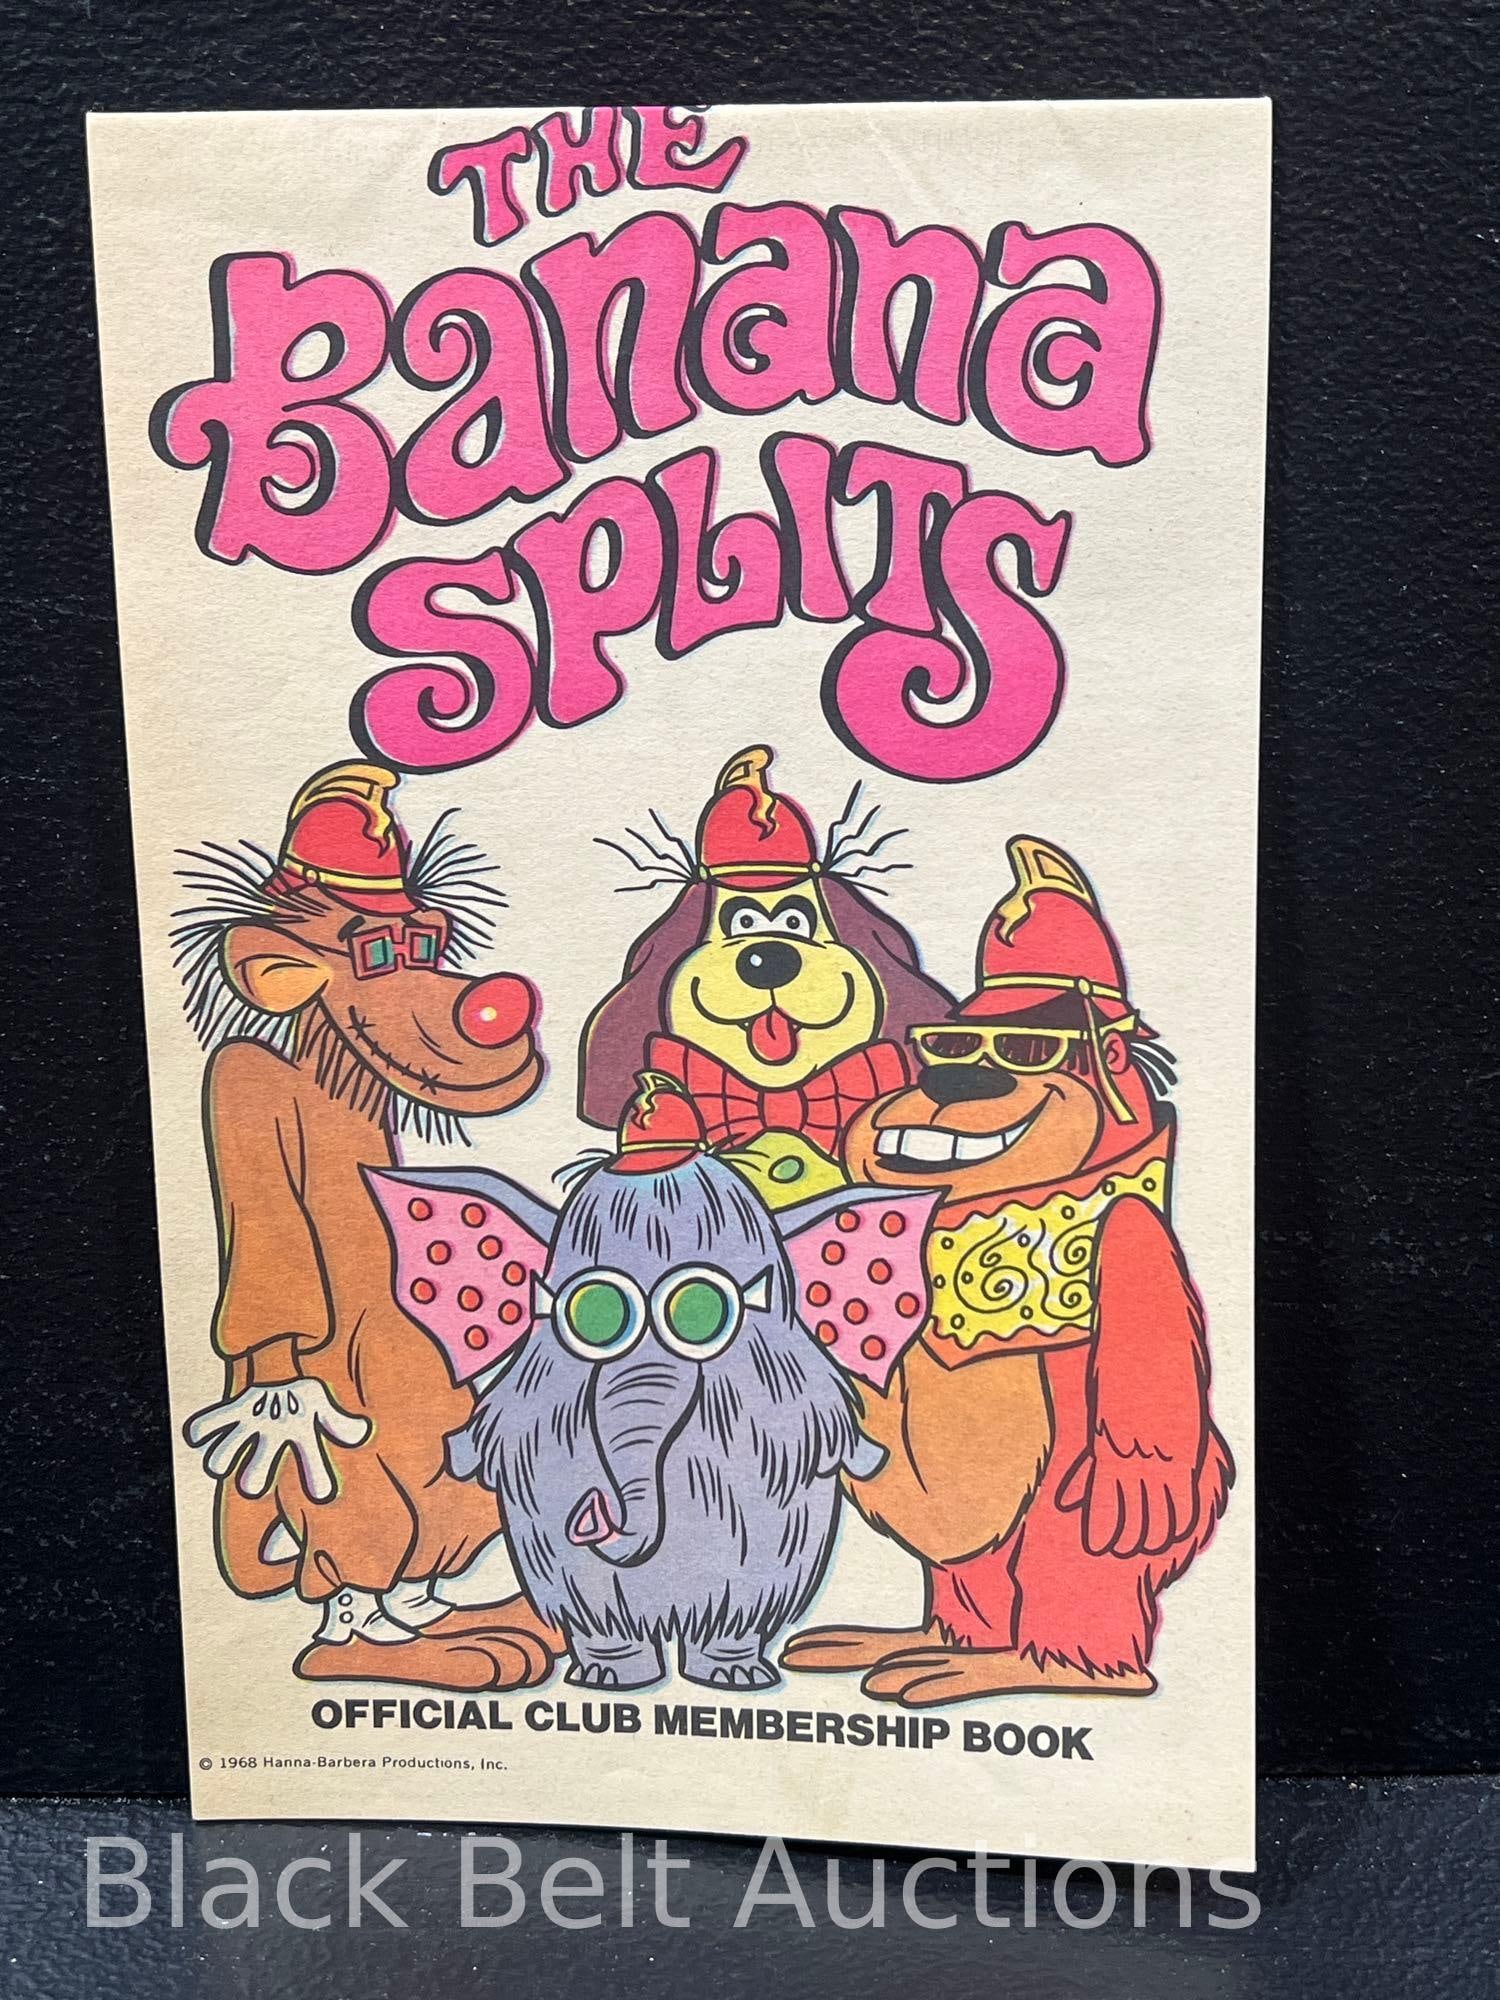 THE
Banana
SPLITS
OFFICIAL CLUB MEMBERSHIP BOOK
© 1968 Hanna-Barbera Productions, Inc.
Black Belt Auctions